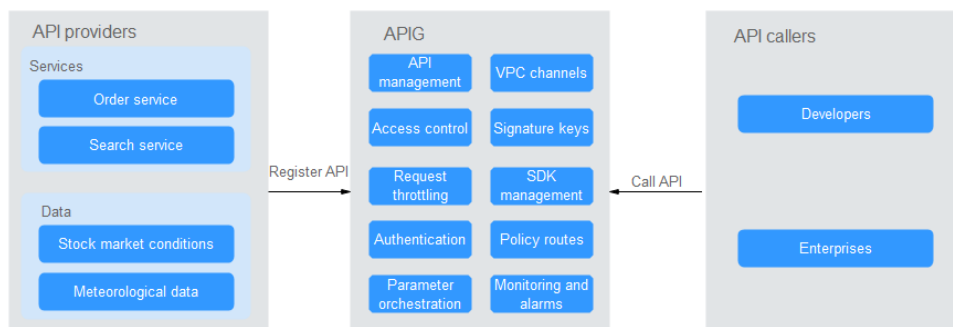 API providers
Services
Order service
Search service
Data
Stock market conditions
Meteorological data
Register API
APIG
API
management
VPC channels
Access control
Signature keys
Request
throttling
SDK
management
Authentication
Policy routes
Parameter
orchestration
Monitoring and
alarms
Call API
API callers
Developers
Enterprises